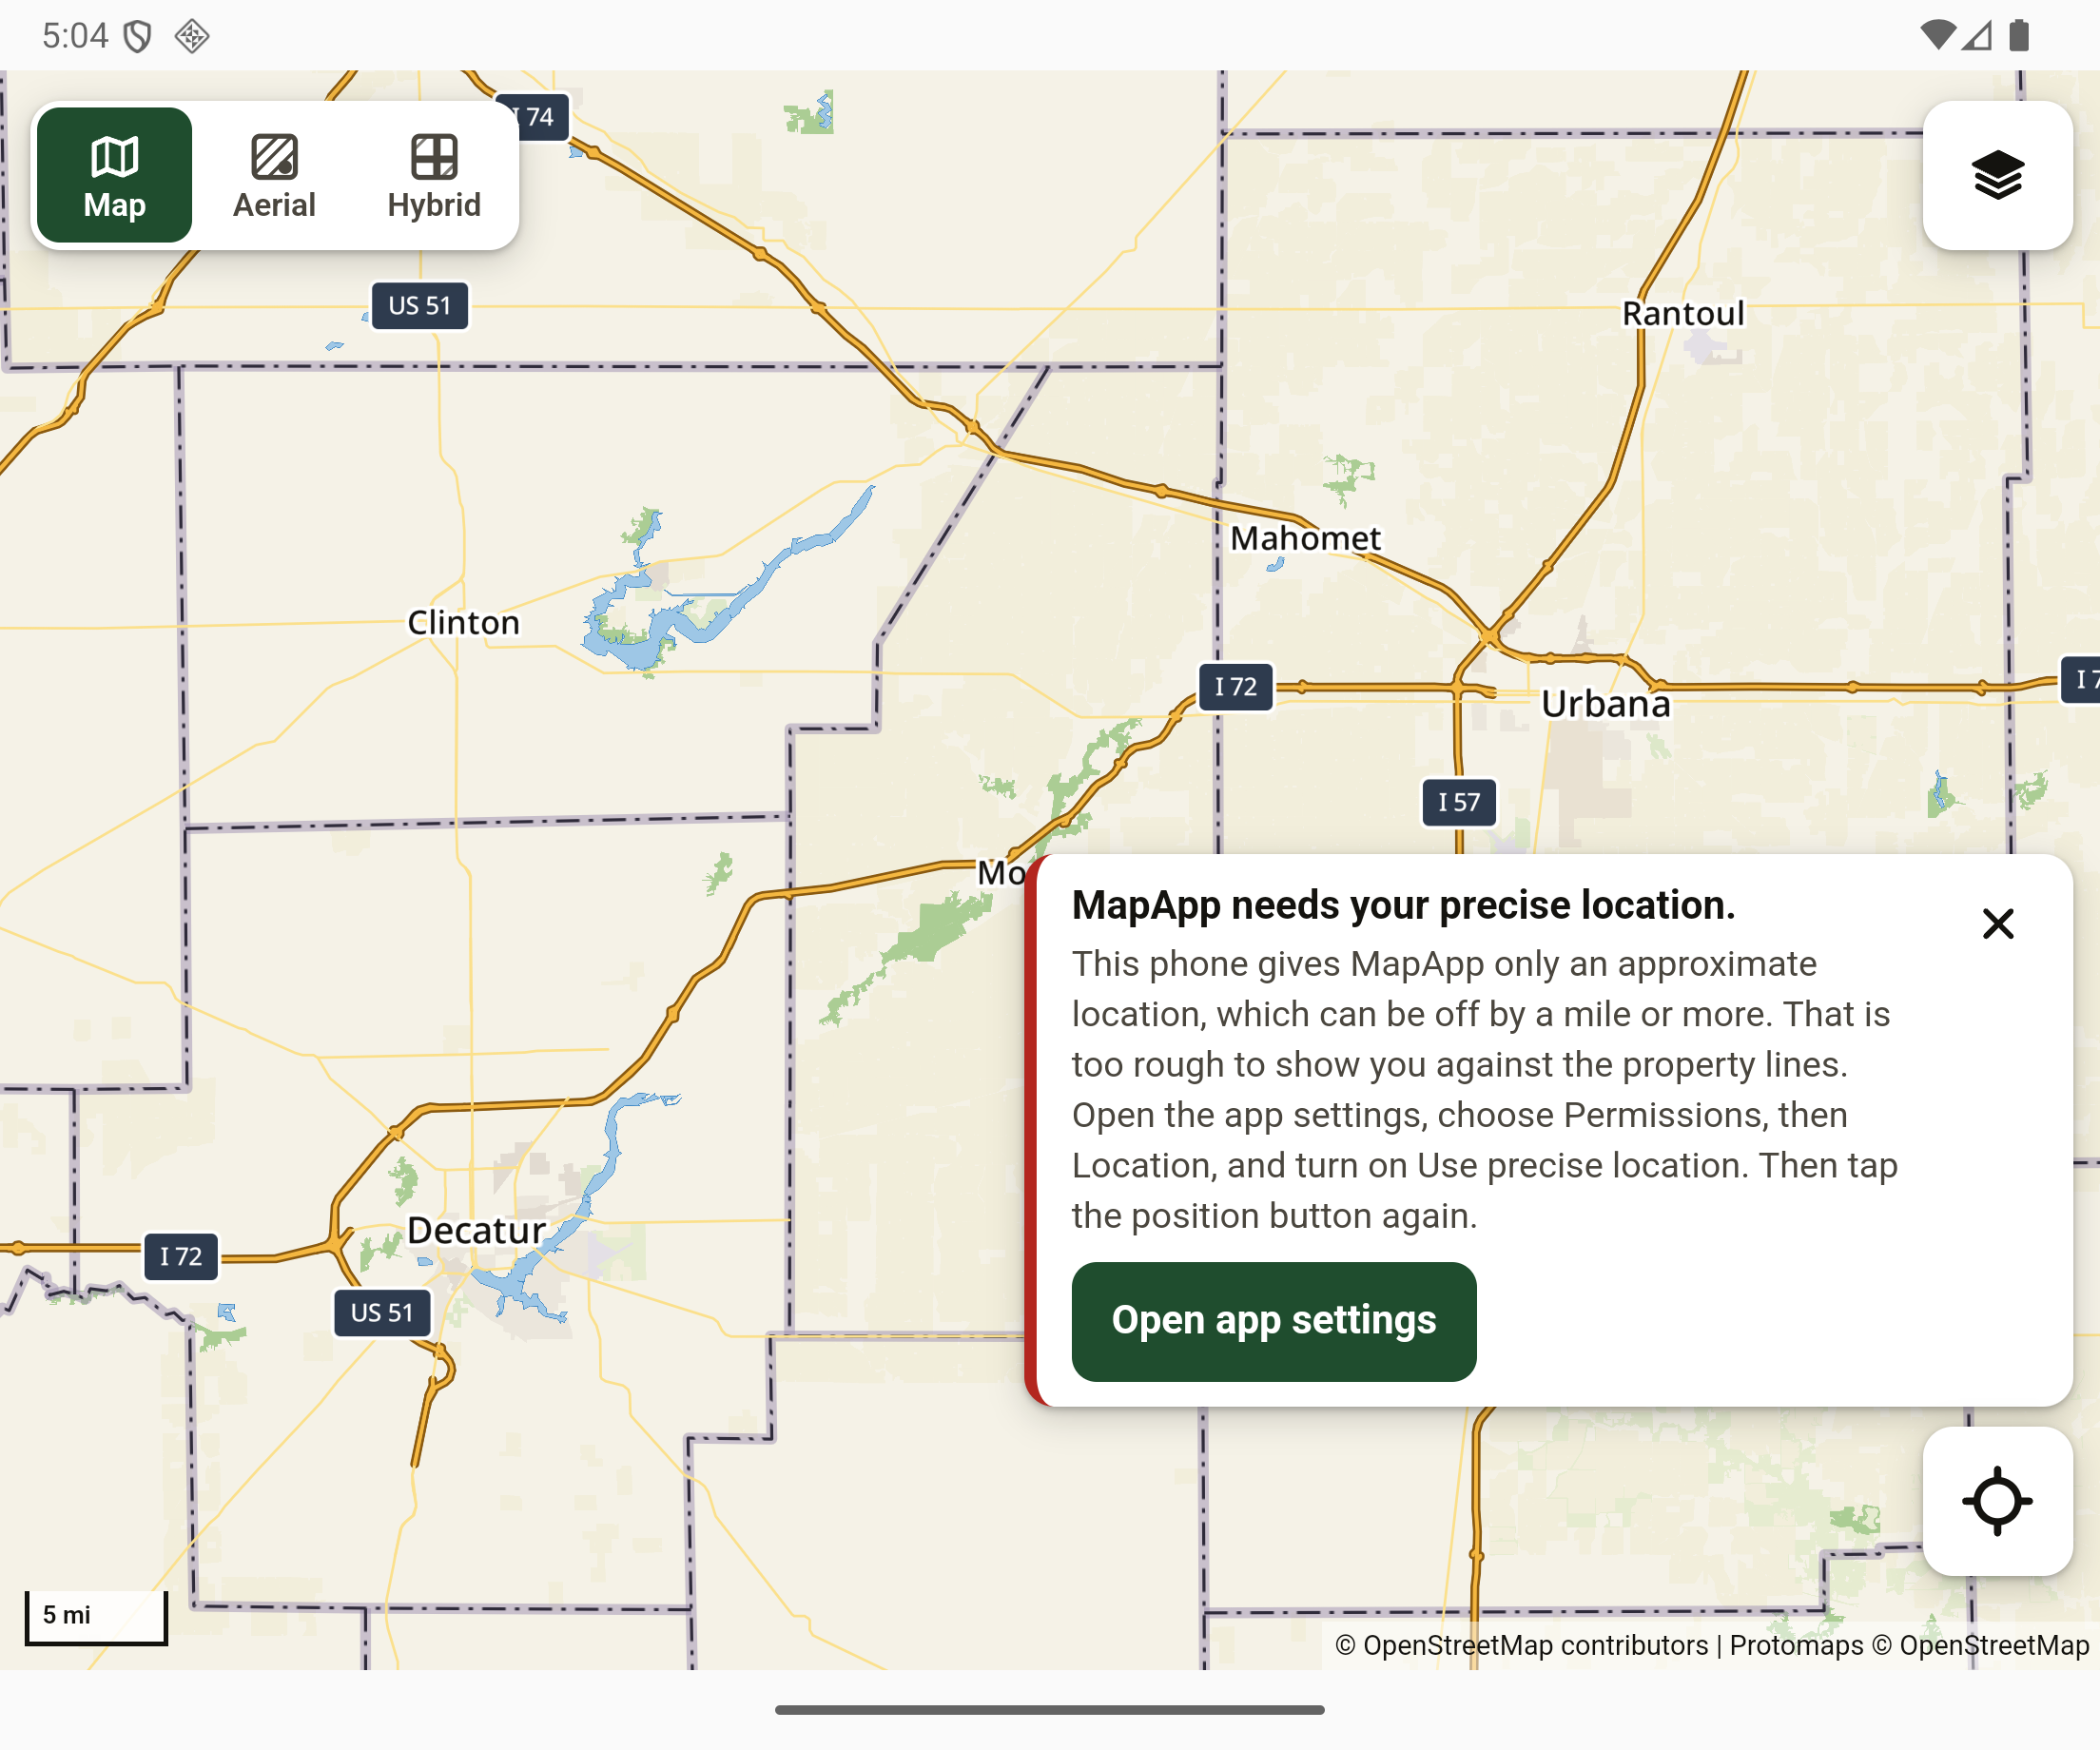 5:04
I 74
Map
Aerial
Hybrid
US 51
Rantoul
Mahomet
Clinton
I 72
I 7
Urbana
I 57
Mo
MapApp needs your precise location.
This phone gives MapApp only an approximate
location, which can be off by a mile or more. That is
too rough to show you against the property lines.
Open the app settings, choose Permissions, then
Location, and turn on Use precise location. Then tap
the position button again.
Open app settings
Decatur
I 72
US 51
5 mi
© OpenStreetMap contributors | Protomaps © OpenStreetMap